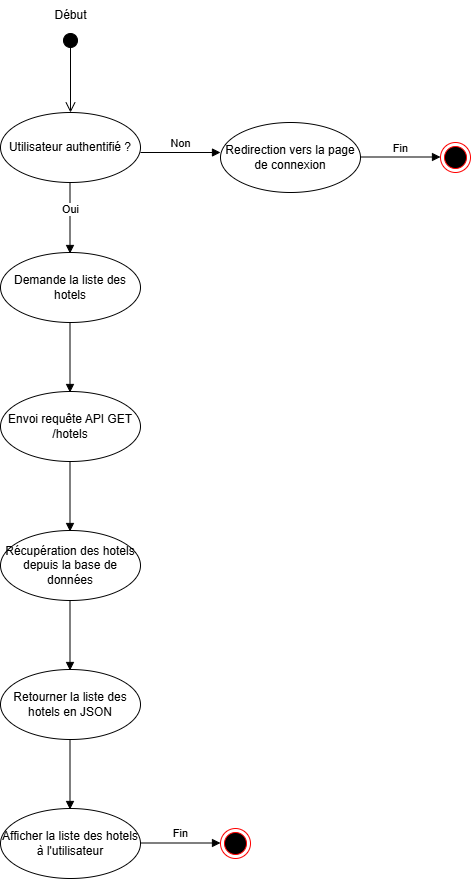 Début
Utilisateur authentifié ?
Non
Redirection vers la page
de connexion
Fin
Oui
Demande la liste des
hotels
Envoi requête API GET
/hotels
Récupération des hotels
depuis la base de
données
Retourner la liste des
hotels en JSON
Afficher la liste des hotels
à l'utilisateur
Fin